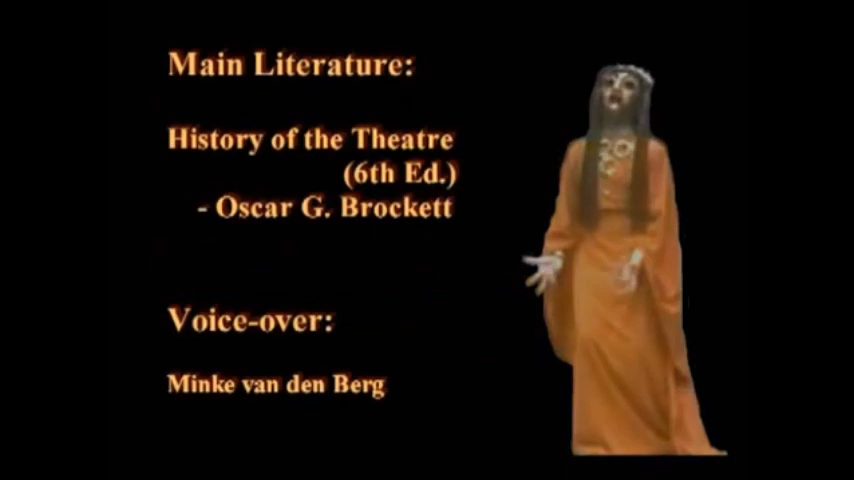 Main Literature:
History of the Theatre
(6th Ed.)
- Oscar G. Brockett
Voice-over:
Minke van den Berg